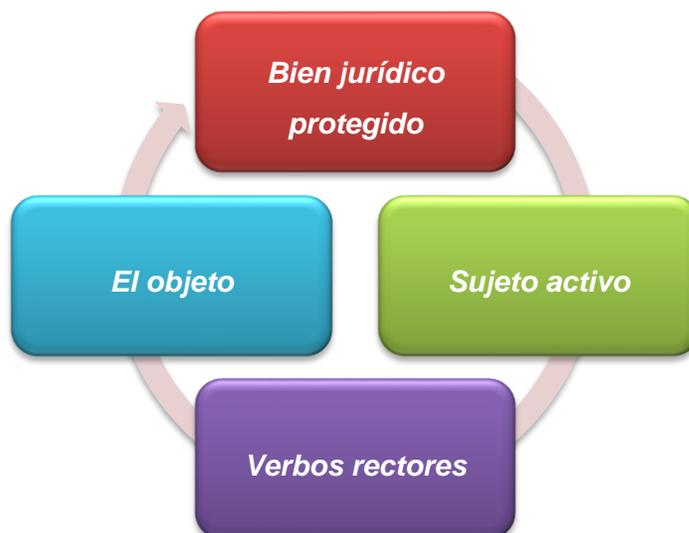 Bien jurídico
protegido
El objeto
Sujeto activo
Verbos rectores